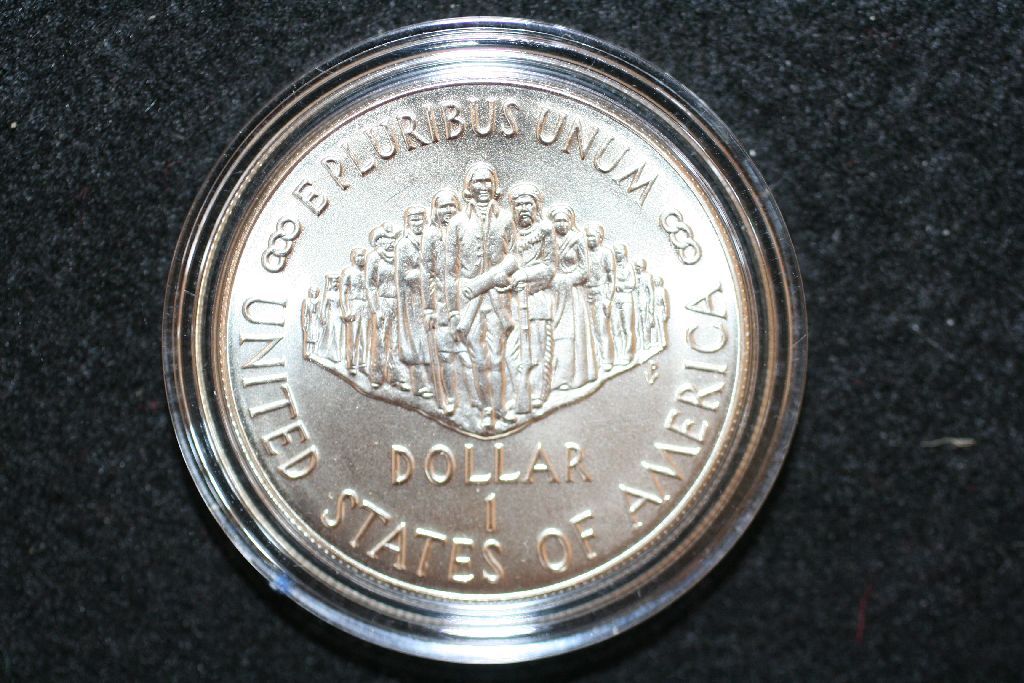 E PLURIBUS UNUM
DOLLAR
1
UNITED STATES OF AMERICA